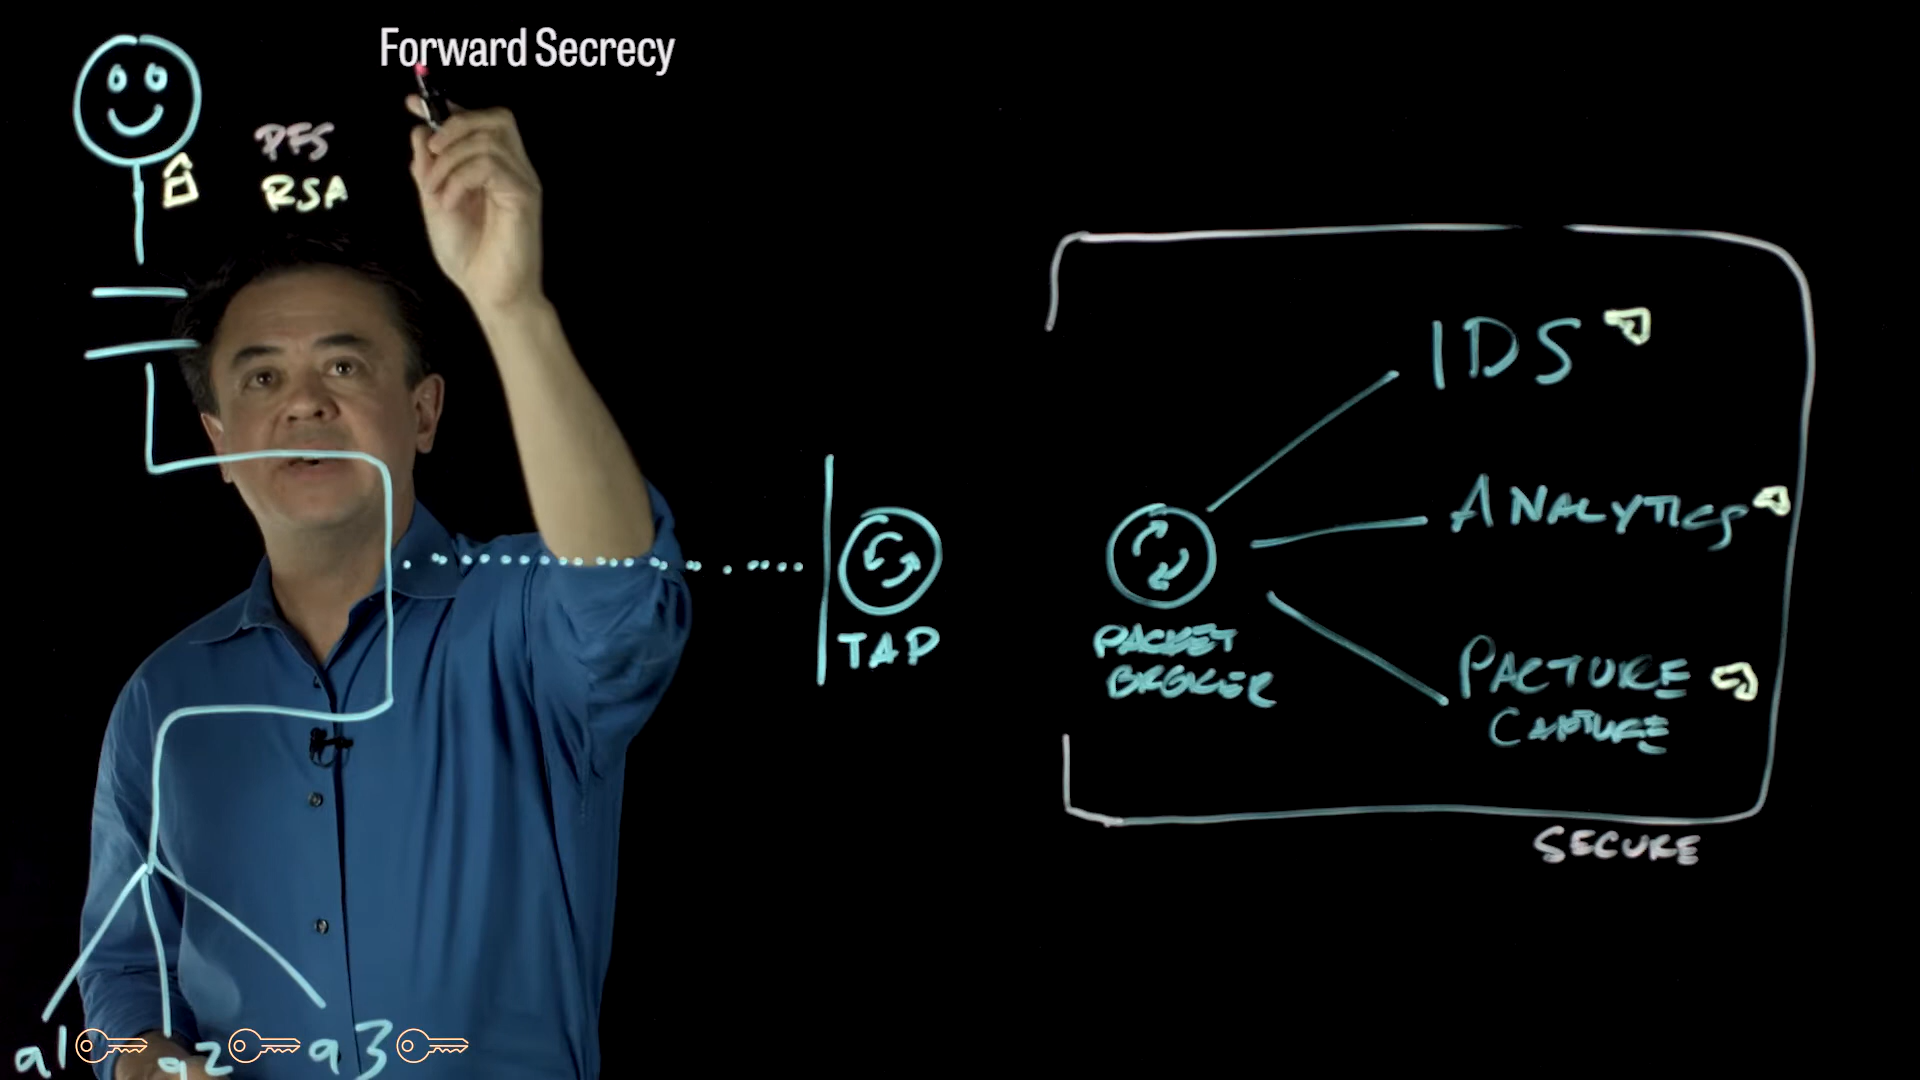 Forward Secrecy
PFS
RSA
IDS
ANALYTICS
TAP
PACKET
BROKER
PACTURE
CAPTURE
SECURE
a1 a2 a3